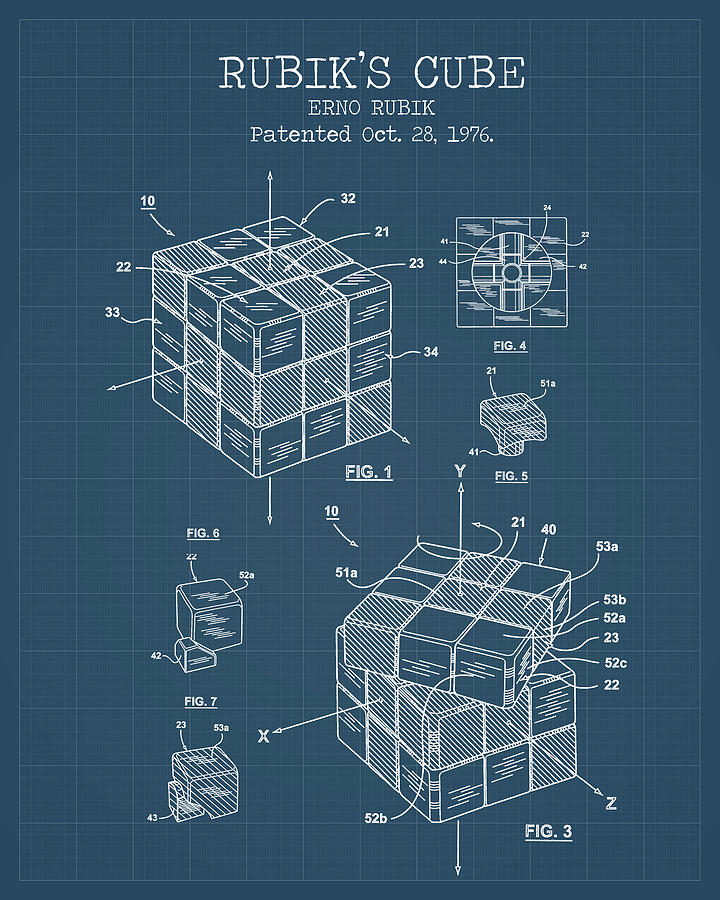 RUBIK'S CUBE
ERNO RUBIK
Patented Oct. 28, 1976.
10
32
21
22
23
33
34
FIG. 1
24
41
22
44
42
FIG. 4
21
51a
41
FIG. 5
FIG. 6
22
52a
42
FIG. 7
23
53a
43
Y
10
21
40
53a
51a
53b
52a
23
52c
22
X
Z
52b
FIG. 3